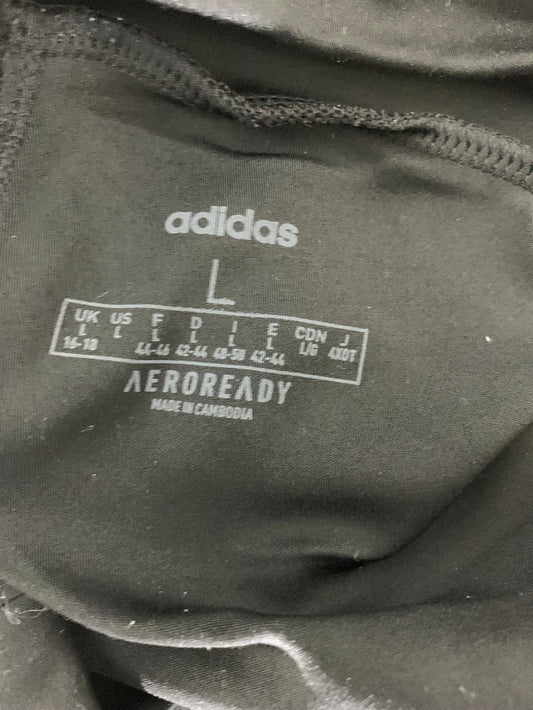 adidas
L
UK US F D I E CDN J
L L L L L L L/G 4XOT
16-18 44-46 42-44 48-50 42-44
AEROREADY
MADE IN CAMBODIA